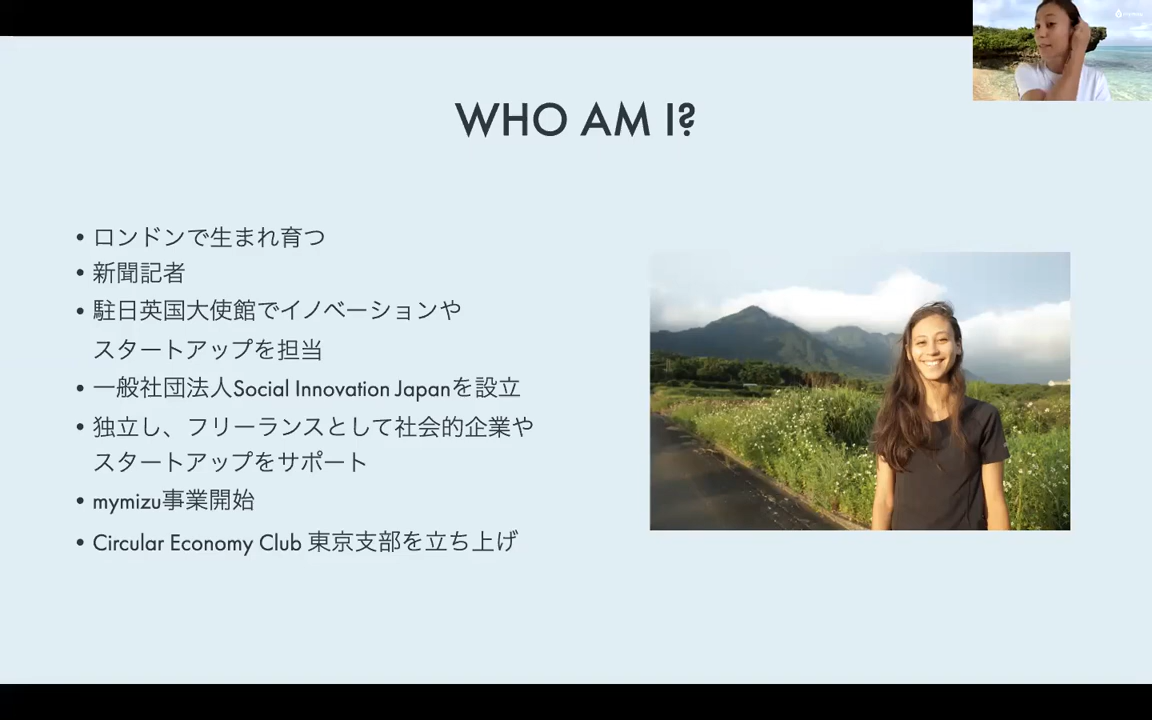 WHO AM I?
• ロンドンで生まれ育つ
• 新聞記者
• 駐日英国大使館でイノベーションや
スタートアップを担当
• 一般社団法人Social Innovation Japanを設立
• 独立し、フリーランスとして社会的企業や
スタートアップをサポート
• mymizu事業開始
• Circular Economy Club 東京支部を立ち上げ